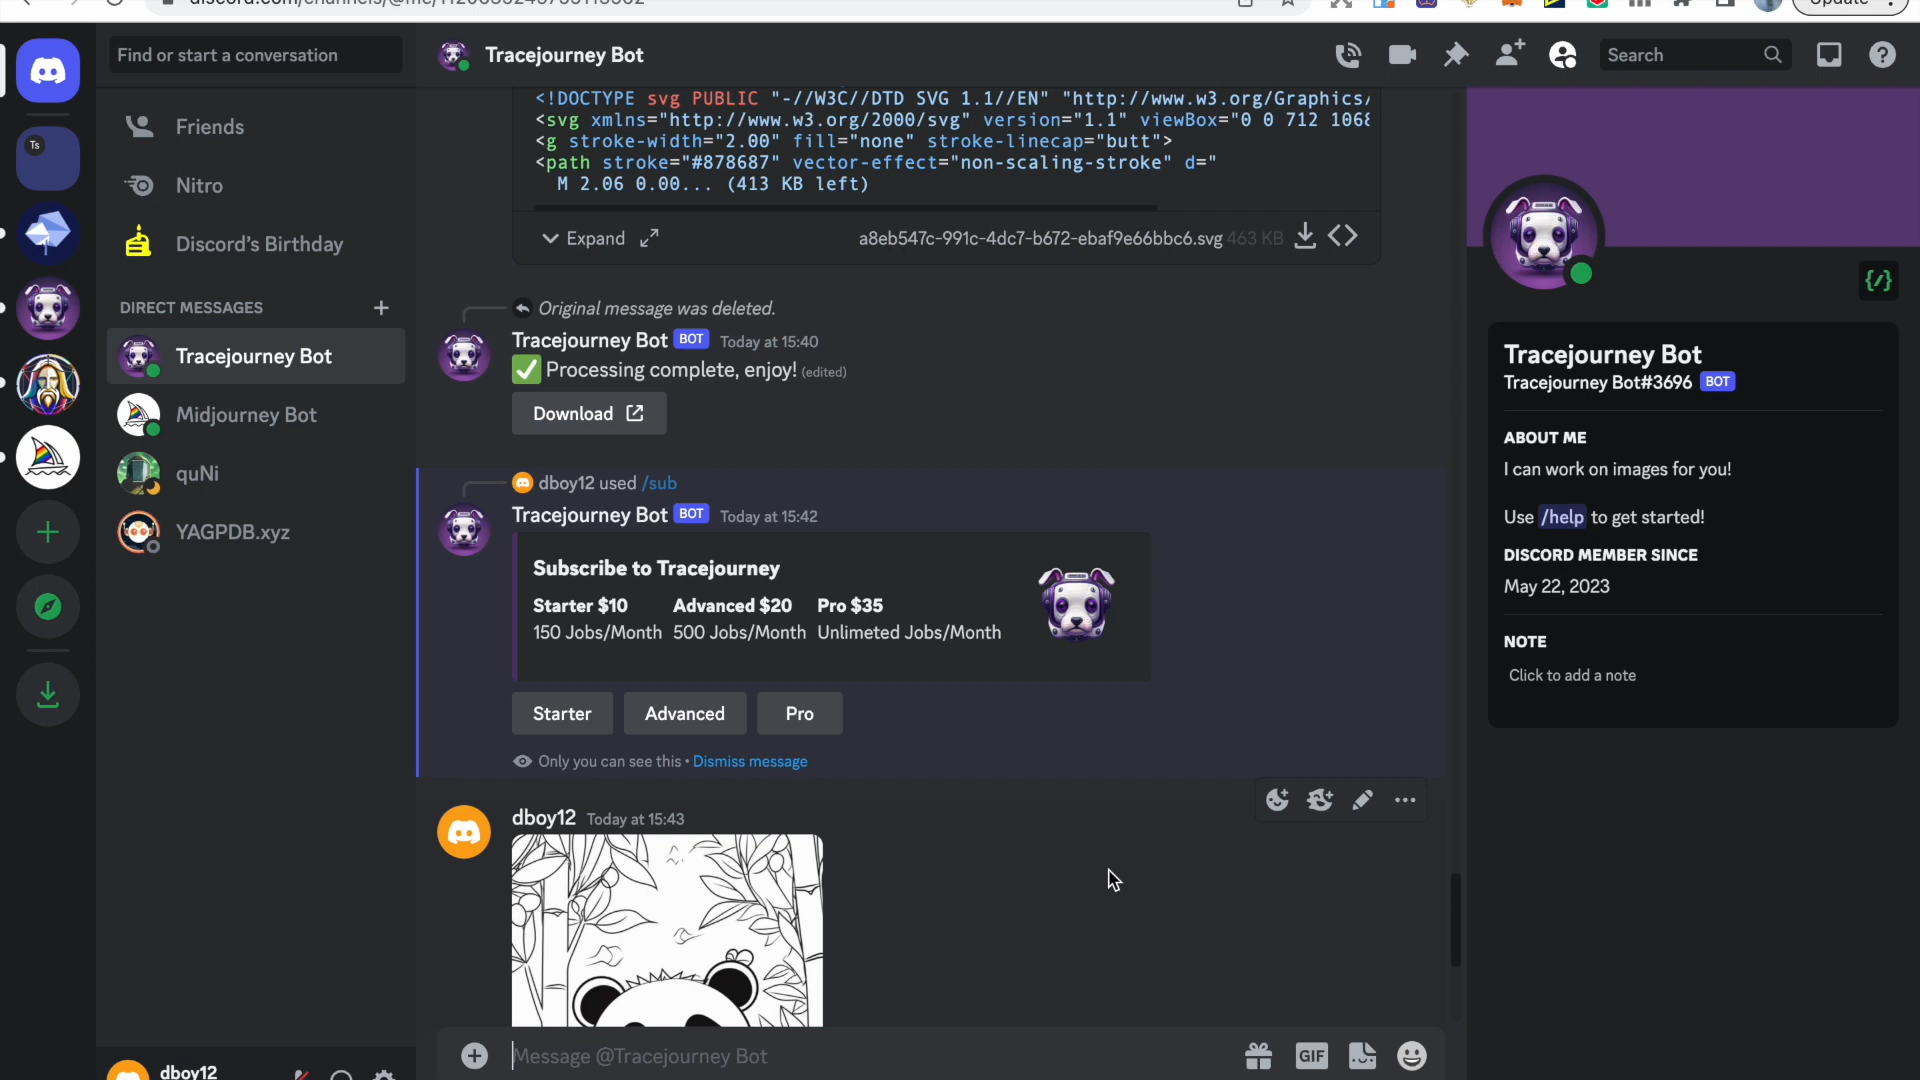 Update
Find or start a conversation
Tracejourney Bot
Search
Ts
Friends
Nitro
Discord's Birthday
DIRECT MESSAGES
Tracejourney Bot
Midjourney Bot
quNi
YAGPDB.xyz
dboy12
<!DOCTYPE svg PUBLIC "-//W3C//DTD SVG 1.1//EN" "http://www.w3.org/Graphics/
<svg xmlns="http://www.w3.org/2000/svg" version="1.1" viewBox="0 0 712 1068
<g stroke-width="2.00" fill="none" stroke-linecap="butt">
<path stroke="#878687" vector-effect="non-scaling-stroke" d="
M 2.06 0.00... (413 KB left)
Expand
a8eb547c-991c-4dc7-b672-ebaf9e66bbc6.svg 463 KB
Original message was deleted.
Tracejourney Bot BOT Today at 15:40
Processing complete, enjoy! (edited)
Download
dboy12 used /sub
Tracejourney Bot BOT Today at 15:42
Subscribe to Tracejourney
Starter $10 Advanced $20 Pro $35
150 Jobs/Month 500 Jobs/Month Unlimeted Jobs/Month
Starter Advanced Pro
Only you can see this • Dismiss message
dboy12 Today at 15:43
Message @Tracejourney Bot
GIF
Tracejourney Bot
Tracejourney Bot#3696 BOT
ABOUT ME
I can work on images for you!
Use /help to get started!
DISCORD MEMBER SINCE
May 22, 2023
NOTE
Click to add a note